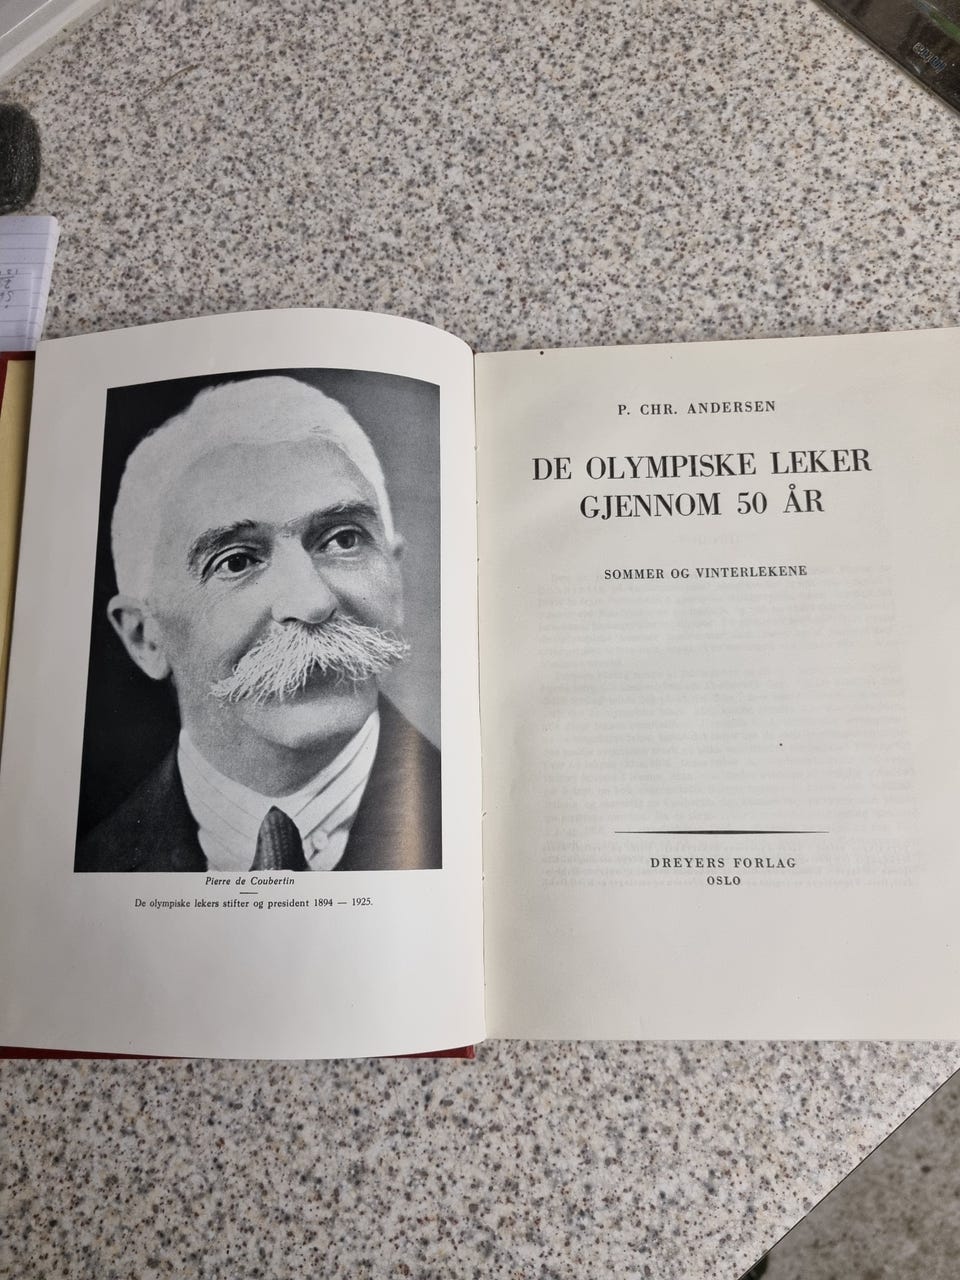 Pierre de Coubertin
De olympiske lekers stifter og president 1894 — 1925.
P. CHR. ANDERSEN
DE OLYMPISKE LEKER
GJENNOM 50 ÅR
SOMMER OG VINTERLEKENE
DREYERS FORLAG
OSLO